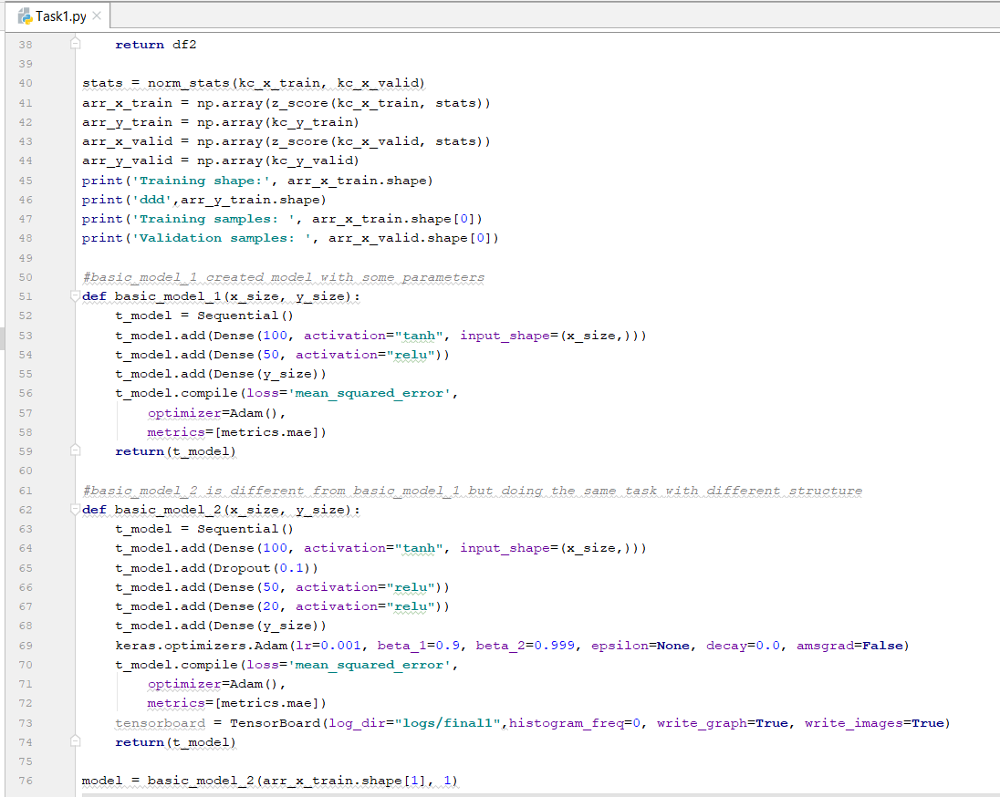 Task1.py
38 return df2
39
40 stats = norm_stats(kc_x_train, kc_x_valid)
41 arr_x_train = np.array(z_score(kc_x_train, stats))
42 arr_y_train = np.array(kc_y_train)
43 arr_x_valid = np.array(z_score(kc_x_valid, stats))
44 arr_y_valid = np.array(kc_y_valid)
45 print('Training shape:', arr_x_train.shape)
46 print('ddd',arr_y_train.shape)
47 print('Training samples: ', arr_x_train.shape[0])
48 print('Validation samples: ', arr_x_valid.shape[0])
49
50 #basic_model_1 created model with some parameters
51 def basic_model_1(x_size, y_size):
52 t_model = Sequential()
53 t_model.add(Dense(100, activation="tanh", input_shape=(x_size,)))
54 t_model.add(Dense(50, activation="relu"))
55 t_model.add(Dense(y_size))
56 t_model.compile(loss='mean_squared_error',
57 optimizer=Adam(),
58 metrics=[metrics.mae])
59 return(t_model)
60
61 #basic_model_2 is different from basic_model_1 but doing the same task with different structure
62 def basic_model_2(x_size, y_size):
63 t_model = Sequential()
64 t_model.add(Dense(100, activation="tanh", input_shape=(x_size,)))
65 t_model.add(Dropout(0.1))
66 t_model.add(Dense(50, activation="relu"))
67 t_model.add(Dense(20, activation="relu"))
68 t_model.add(Dense(y_size))
69 keras.optimizers.Adam(lr=0.001, beta_1=0.9, beta_2=0.999, epsilon=None, decay=0.0, amsgrad=False)
70 t_model.compile(loss='mean_squared_error',
71 optimizer=Adam(),
72 metrics=[metrics.mae])
73 tensorboard = TensorBoard(log_dir="logs/final1",histogram_freq=0, write_graph=True, write_images=True)
74 return(t_model)
75
76 model = basic_model_2(arr_x_train.shape[1], 1)